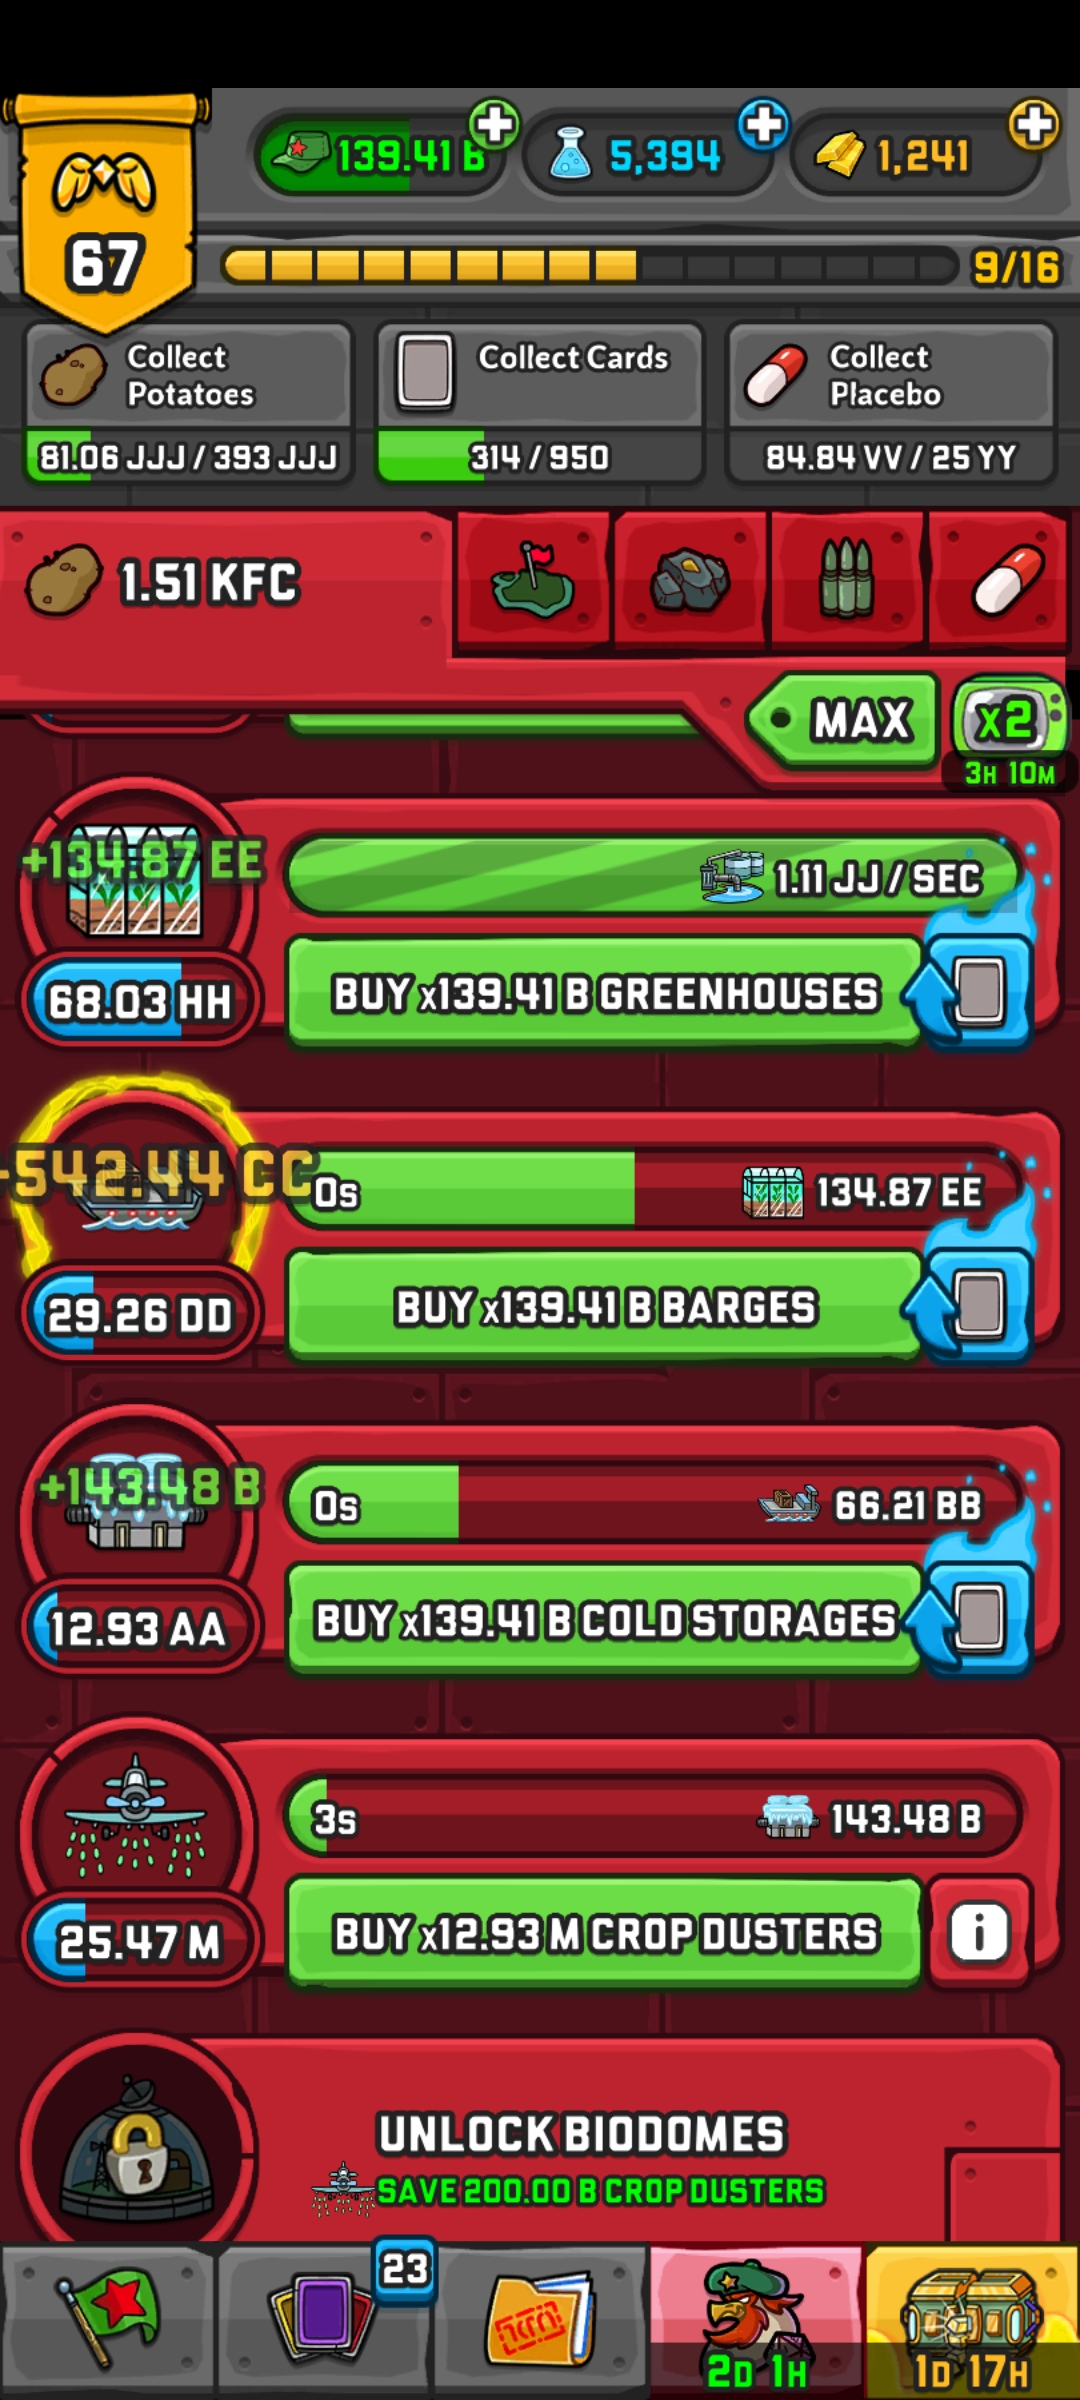 139.41 B
5,394
1,241
67
9/16
Collect
Potatoes
81.06 JJJ / 393 JJJ
Collect Cards
314 / 950
Collect
Placebo
84.84 VV / 25 YY
1.51 KFC
MAX
x2
3H 10M
+134.87 EE
1.11 JJ / SEC
68.03 HH
BUY x139.41 B GREENHOUSES
542.44 CC
0s
134.87 EE
29.26 DD
BUY x139.41 B BARGES
+143.48 B
0s
66.21 BB
12.93 AA
BUY x139.41 B COLD STORAGES
3s
143.48 B
25.47 M
BUY x12.93 M CROP DUSTERS
i
UNLOCK BIODOMES
SAVE 200.00 B CROP DUSTERS
23
2D 1H
1D 17H